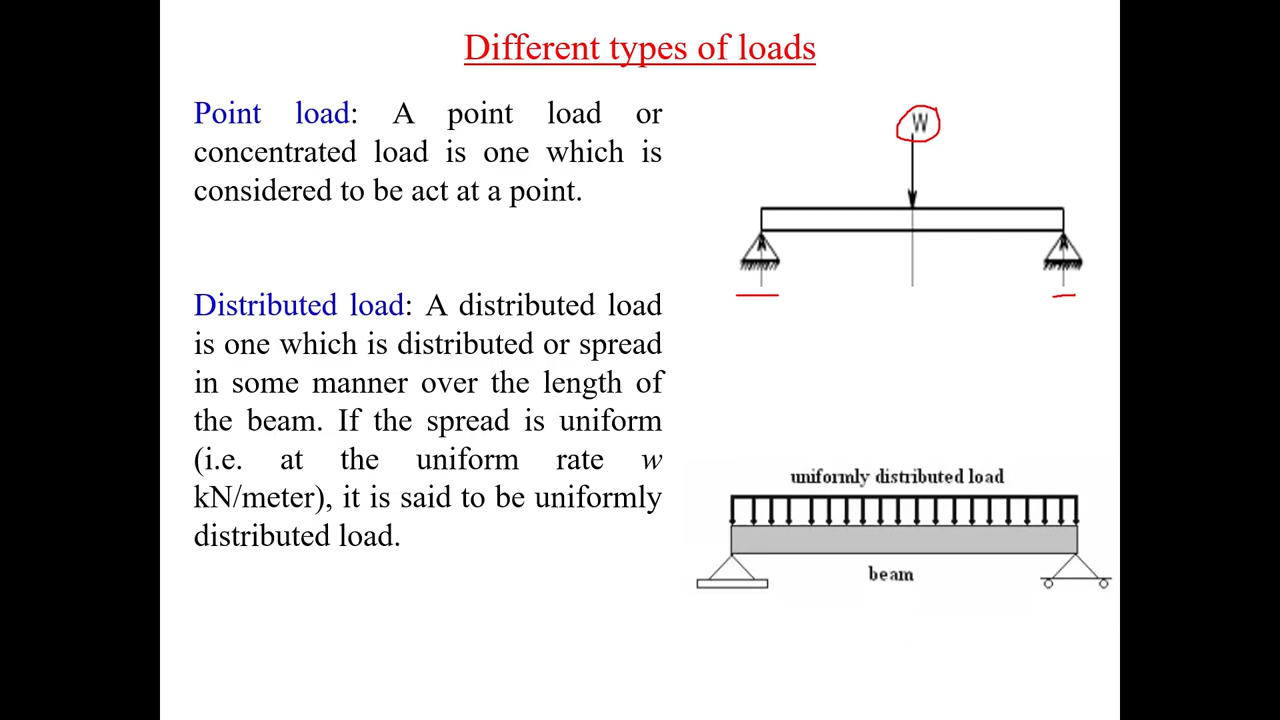 Different types of loads
Point load: A point load or
concentrated load is one which is
considered to be act at a point.
W
Distributed load: A distributed load
is one which is distributed or spread
in some manner over the length of
the beam. If the spread is uniform
(i.e. at the uniform rate w
kN/meter), it is said to be uniformly
distributed load.
uniformly distributed load
beam